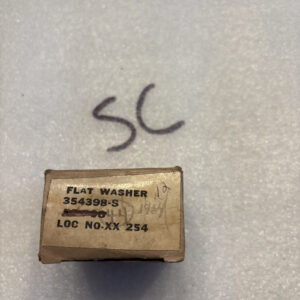 SC
FLAT WASHER
354398-S
LOC NO-XX 254